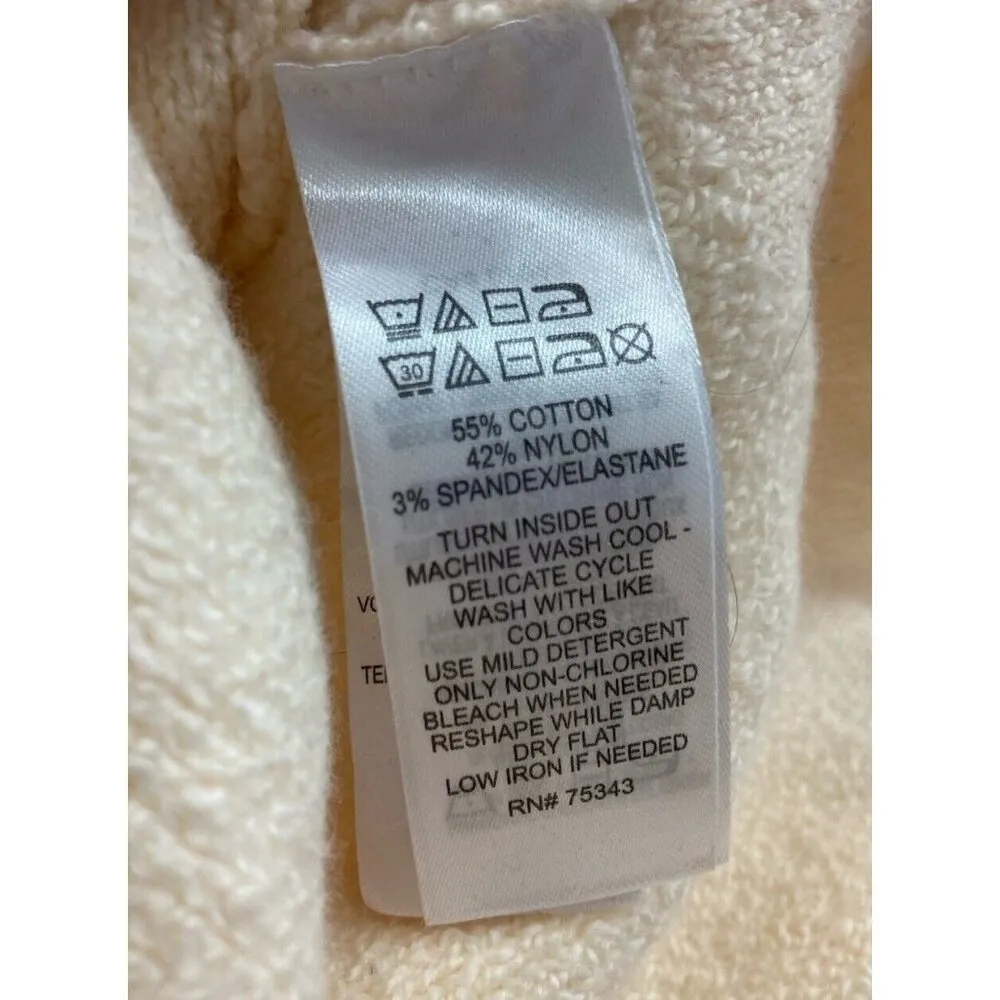 30
55% COTTON
42% NYLON
3% SPANDEX/ELASTANE
TURN INSIDE OUT
MACHINE WASH COOL -
DELICATE CYCLE
WASH WITH LIKE
COLORS
USE MILD DETERGENT
ONLY NON-CHLORINE
BLEACH WHEN NEEDED
RESHAPE WHILE DAMP
DRY FLAT
LOW IRON IF NEEDED
RN# 75343